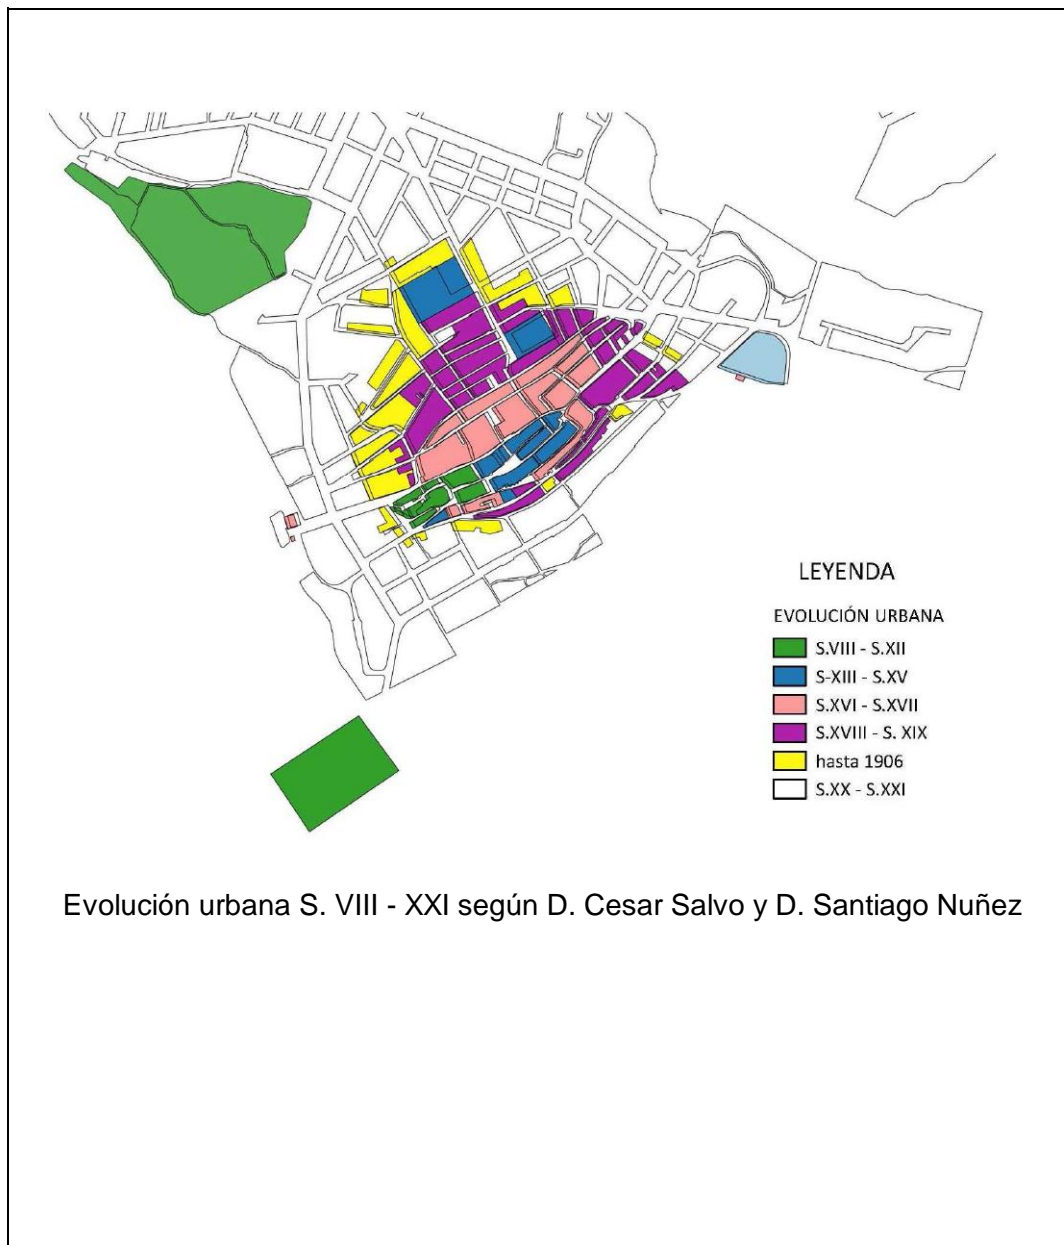 LEYENDA
EVOLUCIÓN URBANA
S.VIII - S.XII
S-XIII - S.XV
S.XVI - S.XVII
S.XVIII - S. XIX
hasta 1906
S.XX - S.XXI
Evolución urbana S. VIII - XXI según D. Cesar Salvo y D. Santiago Nuñez